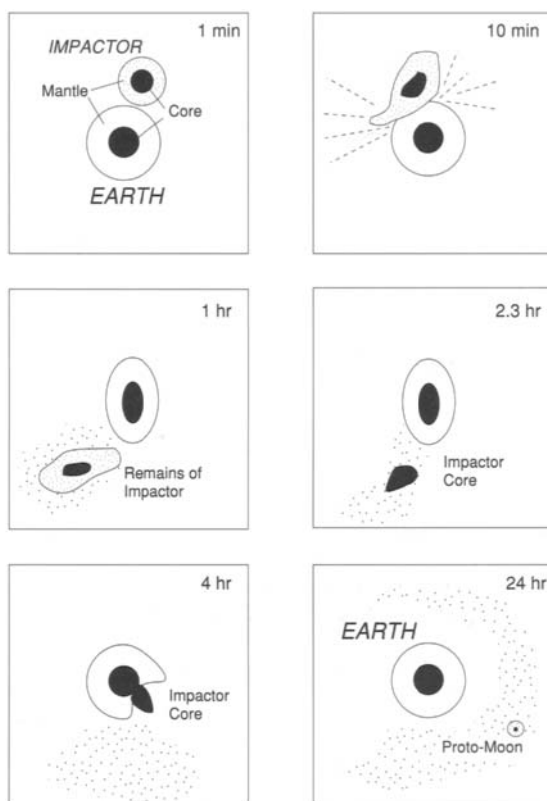 1 min
IMPACTOR
Mantle
Core
EARTH
10 min
1 hr
Remains of
Impactor
2.3 hr
Impactor
Core
4 hr
Impactor
Core
24 hr
EARTH
Proto-Moon